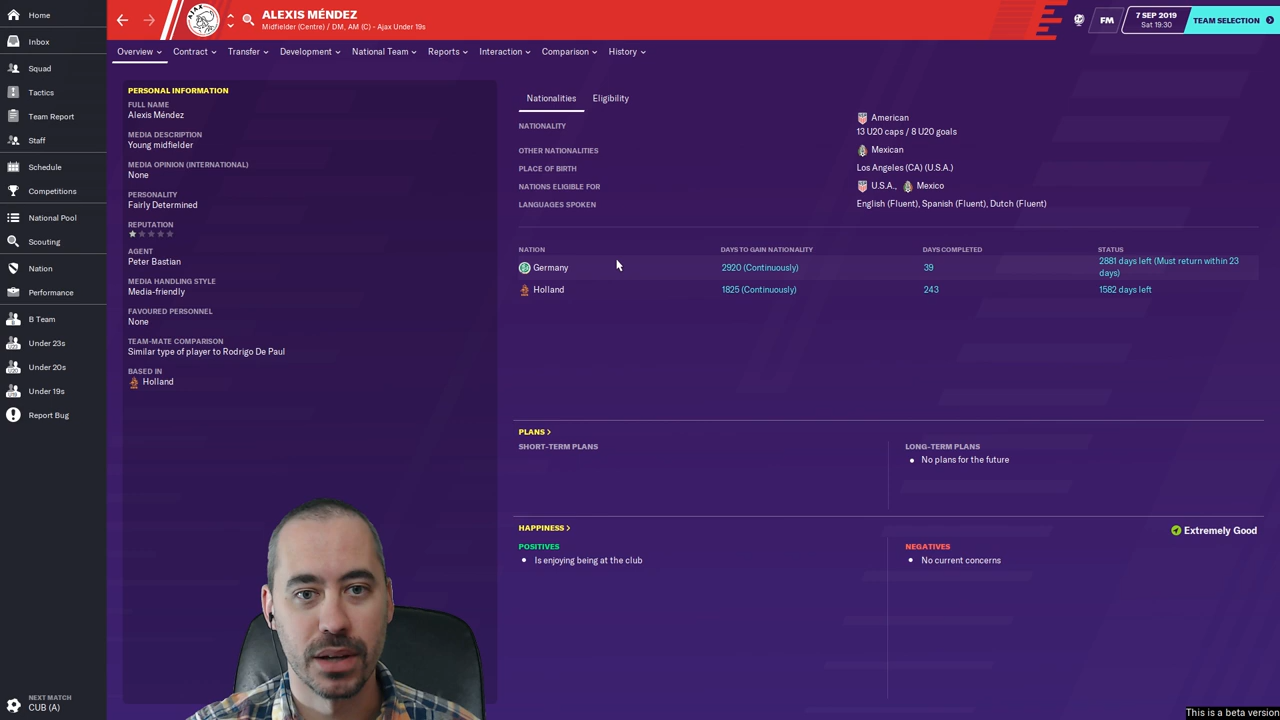 ALEXIS MÉNDEZ
Midfielder (Centre) / DM, AM (C) - Ajax Under 19s
FM
7 SEP 2019
Sat 19:30
TEAM SELECTION
Home
Inbox
Squad
Tactics
Team Report
Staff
Schedule
Competitions
National Pool
Scouting
Nation
Performance
B Team
Under 23s
Under 20s
Under 19s
Report Bug
NEXT MATCH
CUB (A)
Overview
Contract
Transfer
Development
National Team
Reports
Interaction
Comparison
History
PERSONAL INFORMATION
FULL NAME
Alexis Méndez
MEDIA DESCRIPTION
Young midfielder
MEDIA OPINION (INTERNATIONAL)
None
PERSONALITY
Fairly Determined
REPUTATION
AGENT
Peter Bastian
MEDIA HANDLING STYLE
Media-friendly
FAVOURED PERSONNEL
None
TEAM-MATE COMPARISON
Similar type of player to Rodrigo De Paul
BASED IN
Holland
Nationalities Eligibility
NATIONALITY American
13 U20 caps / 8 U20 goals
OTHER NATIONALITIES Mexican
PLACE OF BIRTH Los Angeles (CA) (U.S.A.)
NATIONS ELIGIBLE FOR U.S.A., Mexico
LANGUAGES SPOKEN English (Fluent), Spanish (Fluent), Dutch (Fluent)
NATION DAYS TO GAIN NATIONALITY DAYS COMPLETED STATUS
Germany 2920 (Continuously) 39 2881 days left (Must return within 23
days)
Holland 1825 (Continuously) 243 1582 days left
PLANS >
SHORT-TERM PLANS
LONG-TERM PLANS
No plans for the future
HAPPINESS >
Extremely Good
POSITIVES
Is enjoying being at the club
NEGATIVES
No current concerns
This is a beta version